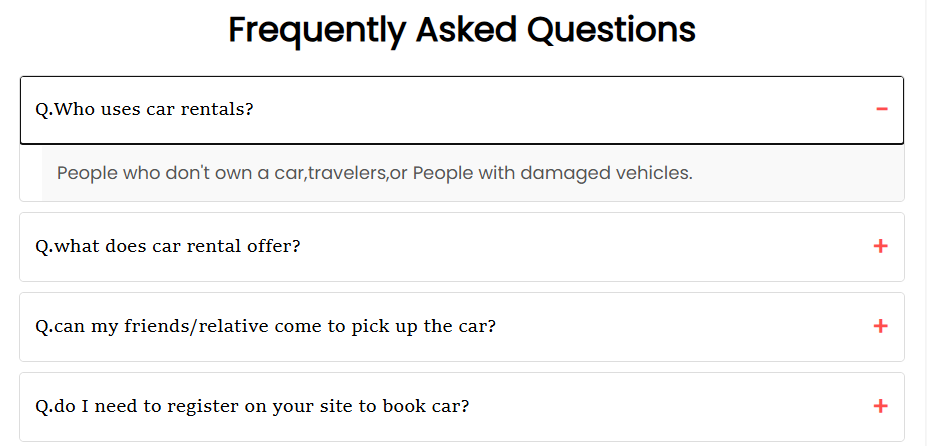 Frequently Asked Questions
Q.Who uses car rentals?
People who don't own a car,travelers,or People with damaged vehicles.
Q.what does car rental offer?
Q.can my friends/relative come to pick up the car?
Q.do I need to register on your site to book car?